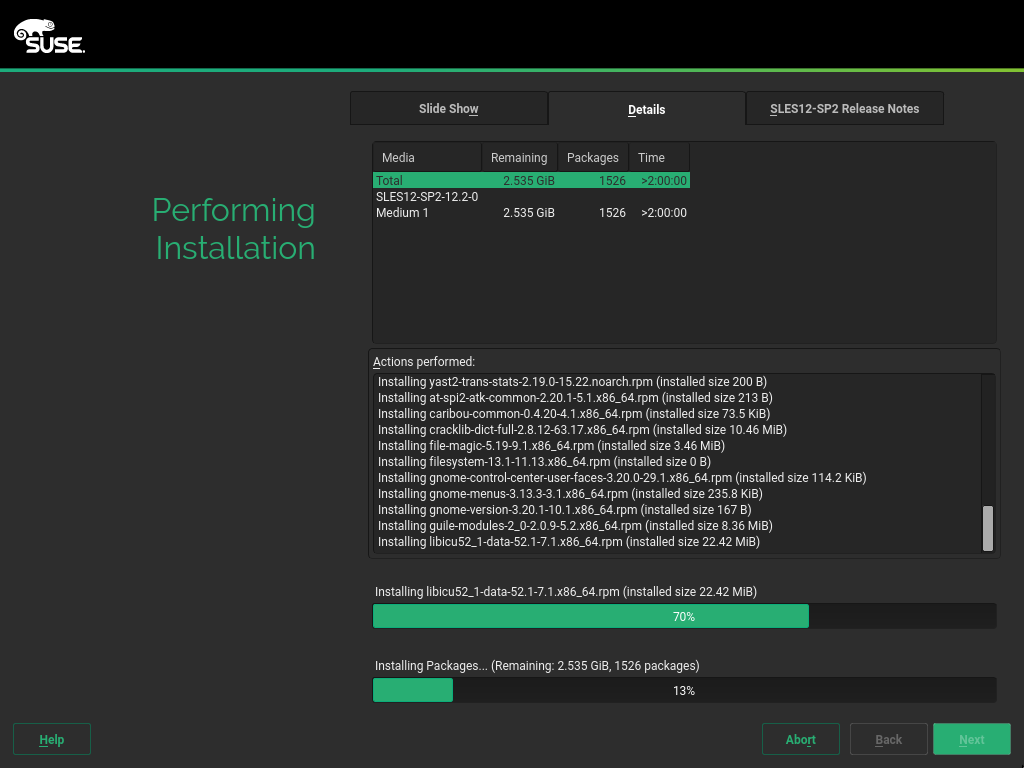 SUSE
Slide Show
Details
SLES12-SP2 Release Notes
Performing
Installation
Media Remaining Packages Time
Total 2.535 GiB 1526 >2:00:00
SLES12-SP2-12.2-0
Medium 1 2.535 GiB 1526 >2:00:00
Actions performed:
Installing yast2-trans-stats-2.19.0-15.22.noarch.rpm (installed size 200 B)
Installing at-spi2-atk-common-2.20.1-5.1.x86_64.rpm (installed size 213 B)
Installing caribou-common-0.4.20-4.1.x86_64.rpm (installed size 73.5 KiB)
Installing cracklib-dict-full-2.8.12-63.17.x86_64.rpm (installed size 10.46 MiB)
Installing file-magic-5.19-9.1.x86_64.rpm (installed size 3.46 MiB)
Installing filesystem-13.1-11.13.x86_64.rpm (installed size 0 B)
Installing gnome-control-center-user-faces-3.20.0-29.1.x86_64.rpm (installed size 114.2 KiB)
Installing gnome-menus-3.13.3-3.1.x86_64.rpm (installed size 235.8 KiB)
Installing gnome-version-3.20.1-10.1.x86_64.rpm (installed size 167 B)
Installing guile-modules-2_0-2.0.9-5.2.x86_64.rpm (installed size 8.36 MiB)
Installing libicu52_1-data-52.1-7.1.x86_64.rpm (installed size 22.42 MiB)
Installing libicu52_1-data-52.1-7.1.x86_64.rpm (installed size 22.42 MiB)
70%
Installing Packages... (Remaining: 2.535 GiB, 1526 packages)
13%
Help
Abort
Back
Next